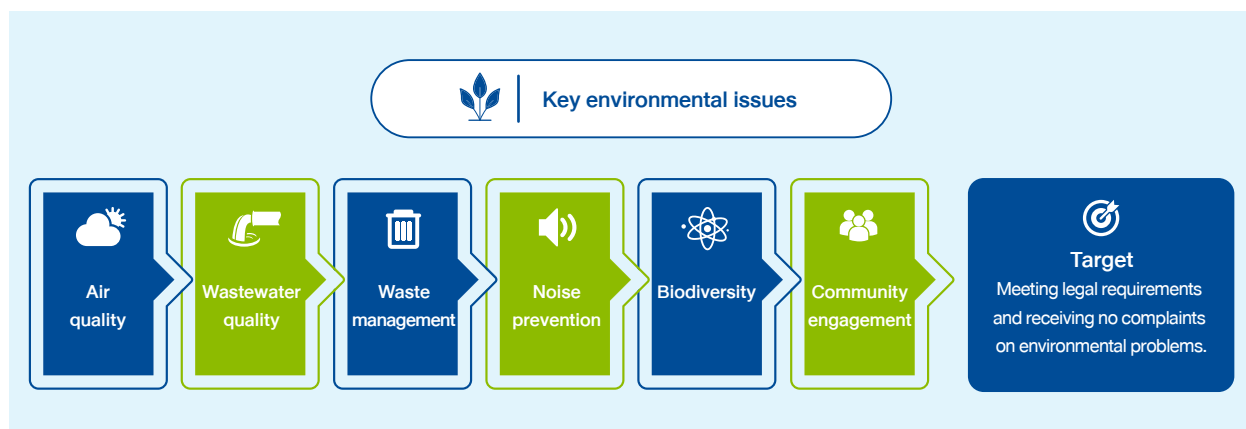 Key environmental issues
Air
quality
Wastewater
quality
Waste
management
Noise
prevention
Biodiversity
Community
engagement
Target
Meeting legal requirements
and receiving no complaints
on environmental problems.